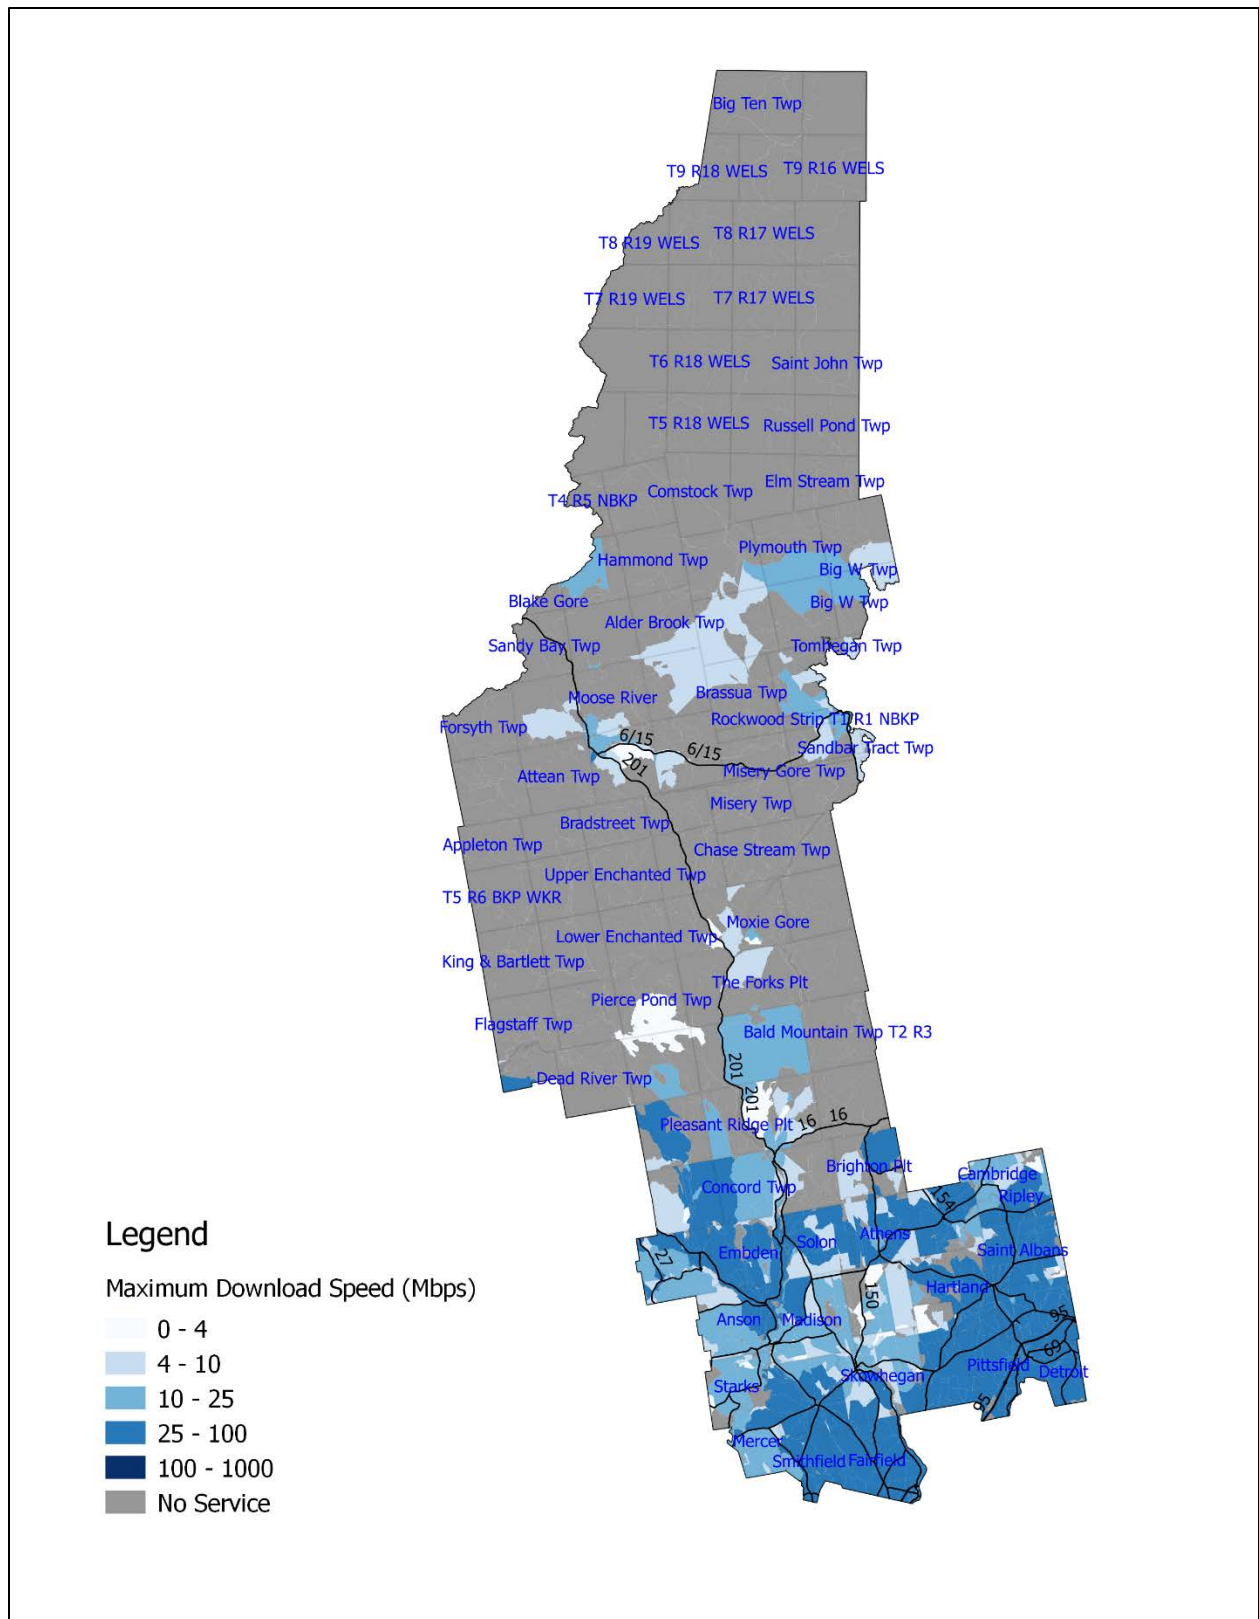 Big Ten Twp
T9 R18 WELS
T9 R16 WELS
T8 R19 WELS
T8 R17 WELS
T7 R19 WELS
T7 R17 WELS
T6 R18 WELS
Saint John Twp
T5 R18 WELS
Russell Pond Twp
Elm Stream Twp
Comstock Twp
T4 R5 NBKP
Plymouth Twp
Hammond Twp
Big W Twp
Blake Gore
Big W Twp
Alder Brook Twp
Sandy Bay Twp
Tomhegan Twp
Moose River
Brassua Twp
Forsyth Twp
Rockwood Strip T1 R1 NBKP
6/15
6/15
Sandbar Tract Twp
201
Attean Twp
Misery Gore Twp
Misery Twp
Bradstreet Twp
Appleton Twp
Chase Stream Twp
Upper Enchanted Twp
T5 R6 BKP WKR
Moxie Gore
Lower Enchanted Twp
King & Bartlett Twp
The Forks Plt
Pierce Pond Twp
Flagstaff Twp
Bald Mountain Twp T2 R3
201
Dead River Twp
201
Pleasant Ridge Plt
16
16
Brighton Plt
Cambridge
Concord Twp
154
Ripley
Legend
Athens
Solon
27
Embden
Saint Albans
Maximum Download Speed (Mbps)
Hartland
150
0 - 4
Anson
Madison
95
4 - 10
69
10 - 25
Pittsfield
Detroit
Skowhegan
Starks
95
25 - 100
Mercer
Smithfield
Fairfield
100 - 1000
No Service